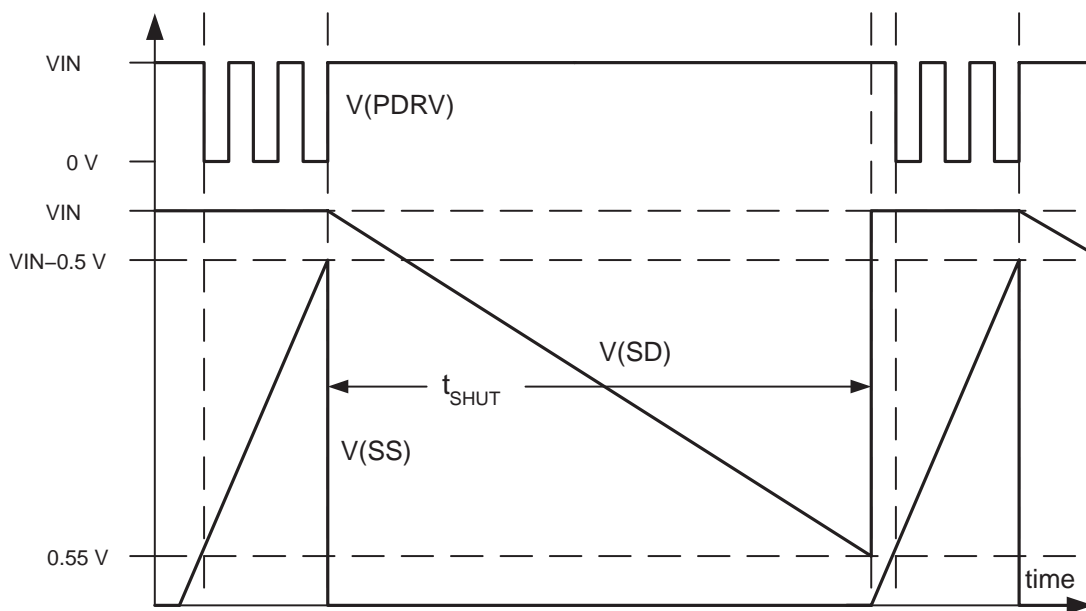 VIN
V(PDRV)
0 V
VIN
VIN–0.5 V
V(SD)
tSHUT
V(SS)
0.55 V
time